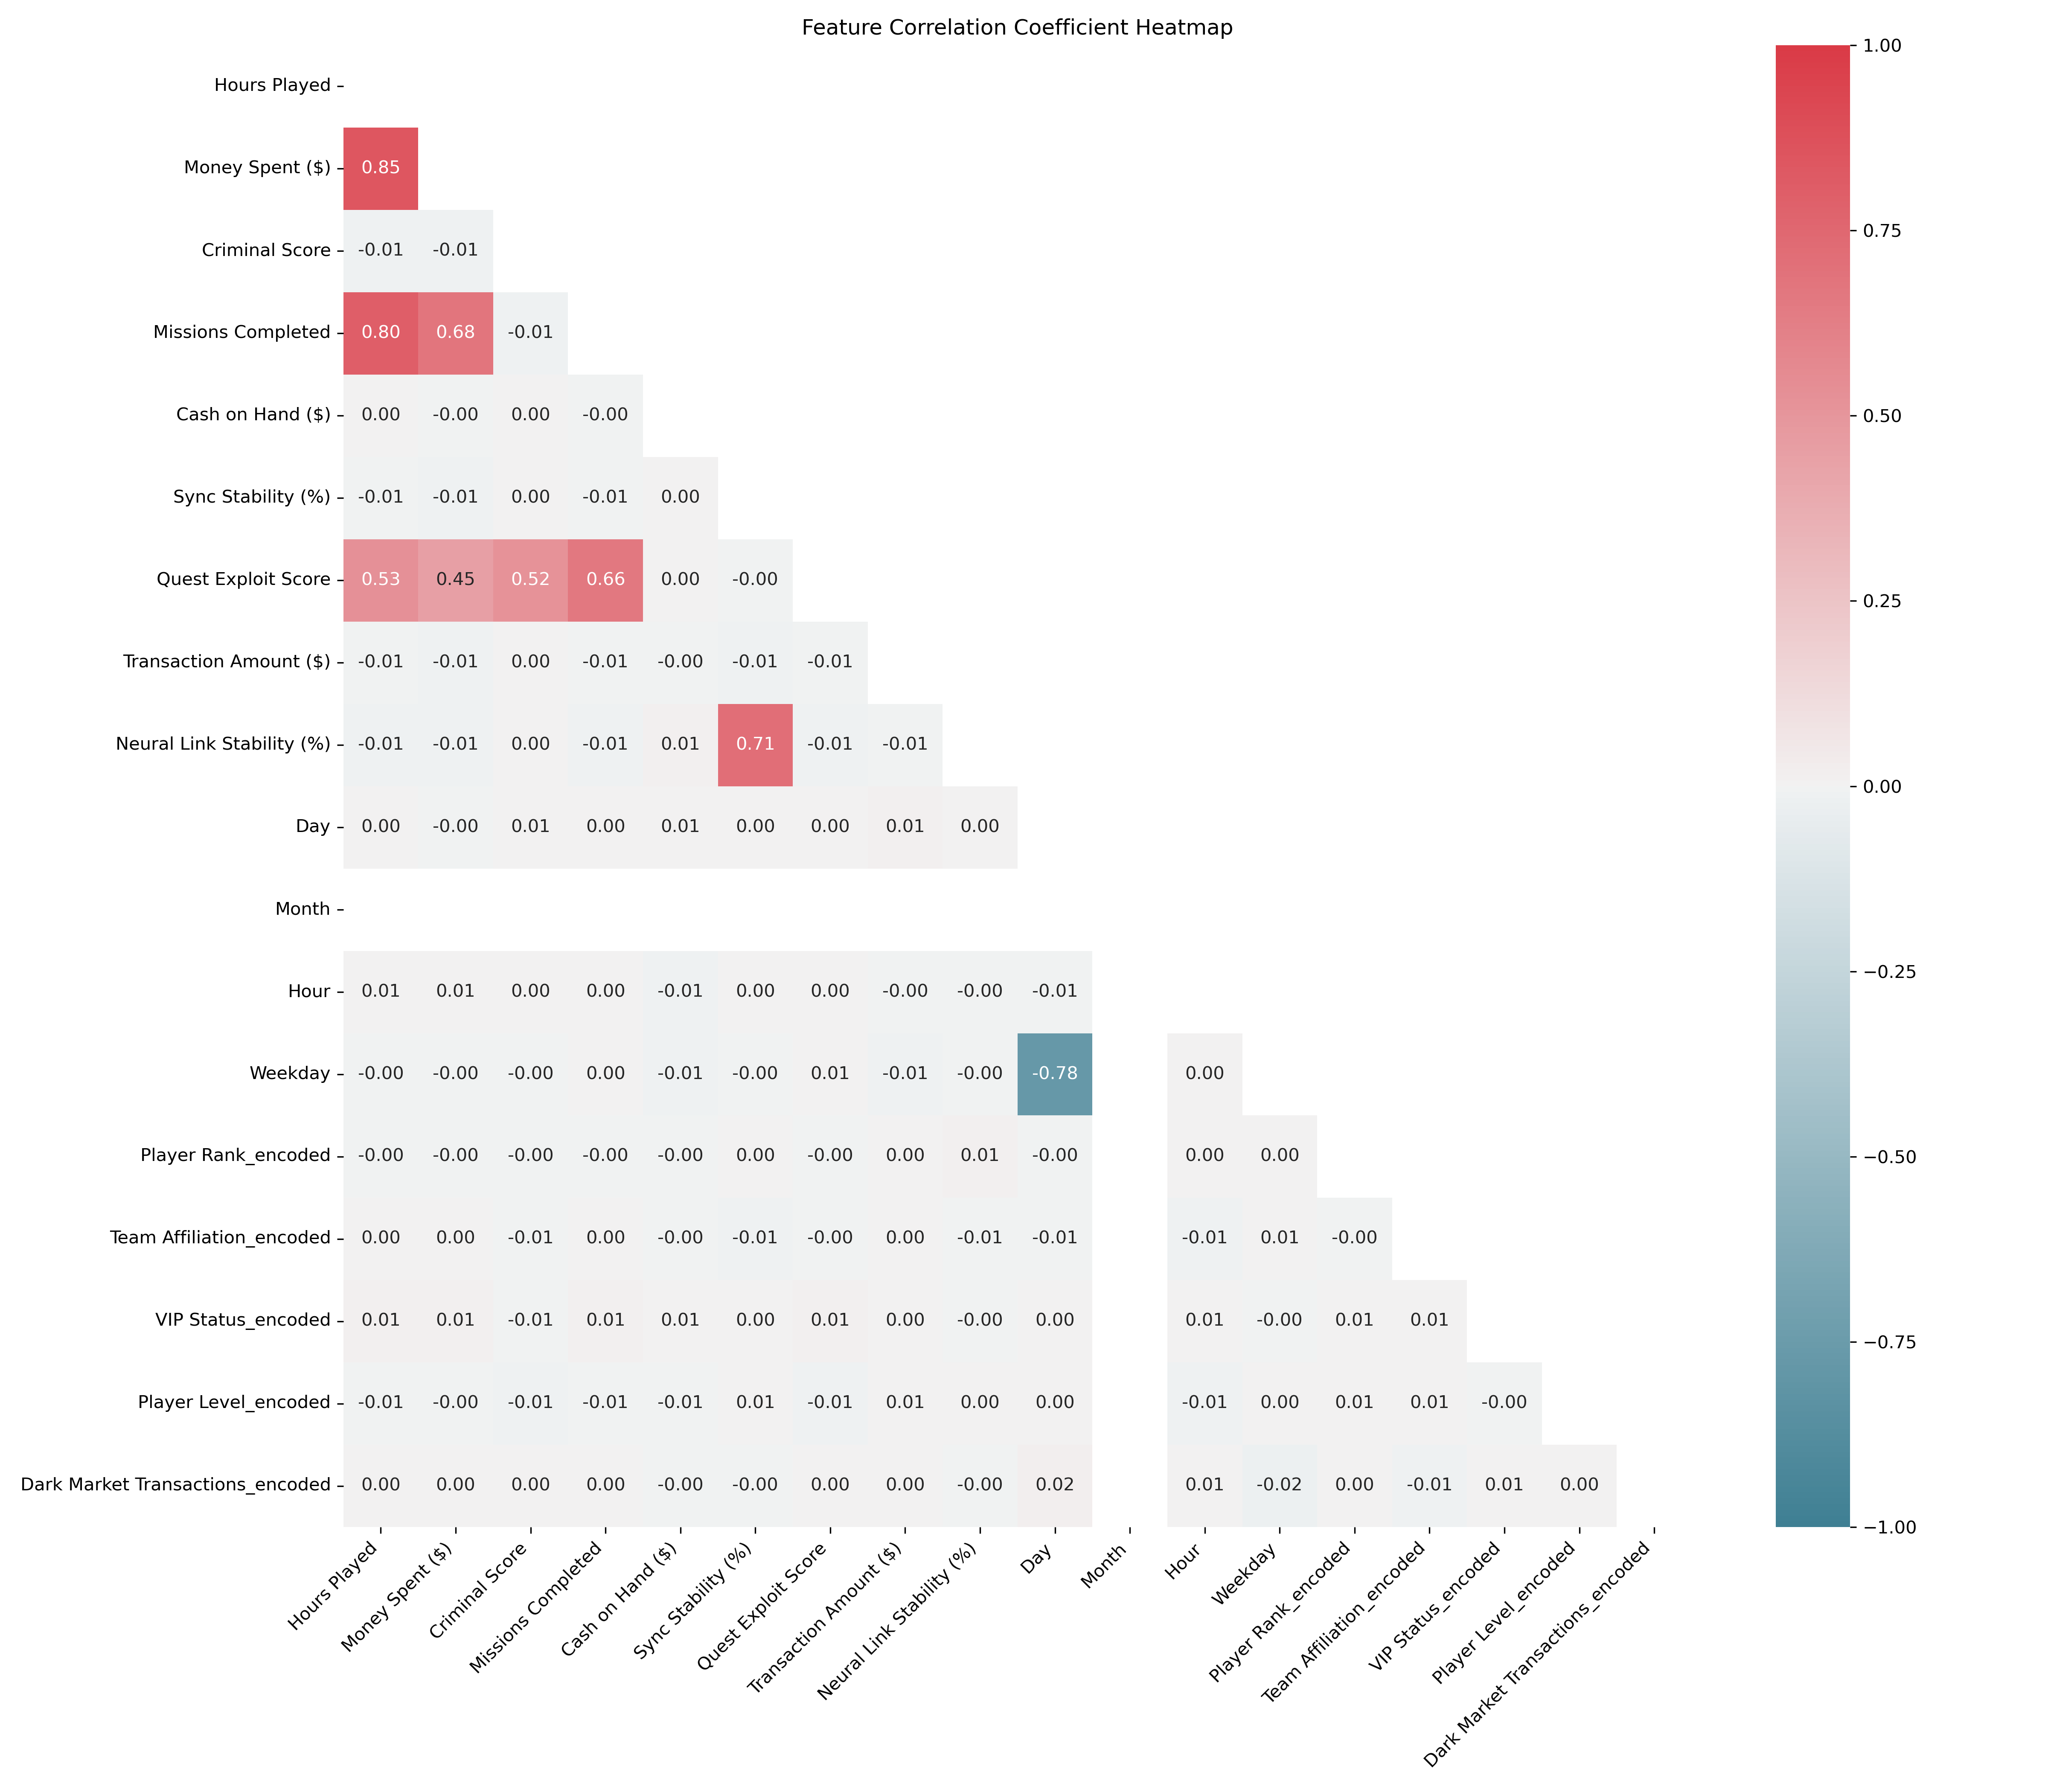 Feature Correlation Coefficient Heatmap
Hours Played
Money Spent ($) 0.85
Criminal Score -0.01 -0.01
Missions Completed 0.80 0.68 -0.01
Cash on Hand ($) 0.00 -0.00 0.00 -0.00
Sync Stability (%) -0.01 -0.01 0.00 -0.01 0.00
Quest Exploit Score 0.53 0.45 0.52 0.66 0.00 -0.00
Transaction Amount ($) -0.01 -0.01 0.00 -0.01 -0.00 -0.01 -0.01
Neural Link Stability (%) -0.01 -0.01 0.00 -0.01 0.01 0.71 -0.01 -0.01
Day 0.00 -0.00 0.01 0.00 0.01 0.00 0.00 0.01 0.00
Month
Hour 0.01 0.01 0.00 0.00 -0.01 0.00 0.00 -0.00 -0.00 -0.01
Weekday -0.00 -0.00 -0.00 0.00 -0.01 -0.00 0.01 -0.01 -0.00 -0.78 0.00
Player Rank_encoded -0.00 -0.00 -0.00 -0.00 -0.00 0.00 -0.00 0.00 0.01 -0.00 0.00 0.00
Team Affiliation_encoded 0.00 0.00 -0.01 0.00 -0.00 -0.01 -0.00 0.00 -0.01 -0.01 -0.01 0.01 -0.00
VIP Status_encoded 0.01 0.01 -0.01 0.01 0.01 0.00 0.01 0.00 -0.00 0.00 0.01 -0.00 0.01 0.01
Player Level_encoded -0.01 -0.00 -0.01 -0.01 -0.01 0.01 -0.01 0.01 0.00 0.00 -0.01 0.00 0.01 0.01 -0.00
Dark Market Transactions_encoded 0.00 0.00 0.00 0.00 -0.00 -0.00 0.00 0.00 -0.00 0.02 0.01 -0.02 0.00 -0.01 0.01 0.00
Hours Played
Money Spent ($)
Criminal Score
Missions Completed
Cash on Hand ($)
Sync Stability (%)
Quest Exploit Score
Transaction Amount ($)
Neural Link Stability (%)
Day
Month
Hour
Weekday
Player Rank_encoded
Team Affiliation_encoded
VIP Status_encoded
Player Level_encoded
Dark Market Transactions_encoded
1.00
0.75
0.50
0.25
0.00
−0.25
−0.50
−0.75
−1.00